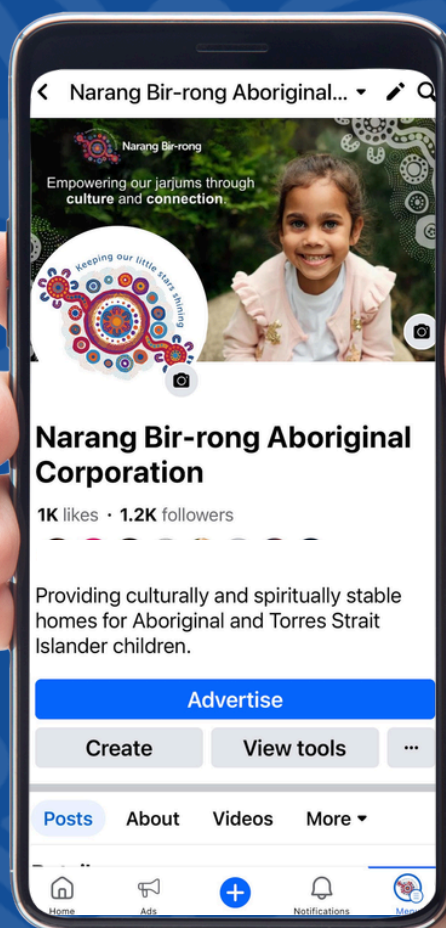 Narang Bir-rong Aboriginal...
Narang Bir-rong
Empowering our jarjums through
culture and connection.
Keeping our little stars shining
Narang Bir-rong Aboriginal
Corporation
1K likes · 1.2K followers
Providing culturally and spiritually stable
homes for Aboriginal and Torres Strait
Islander children.
Advertise
Create View tools ...
Posts About Videos More
Home Ads Notifications Menu